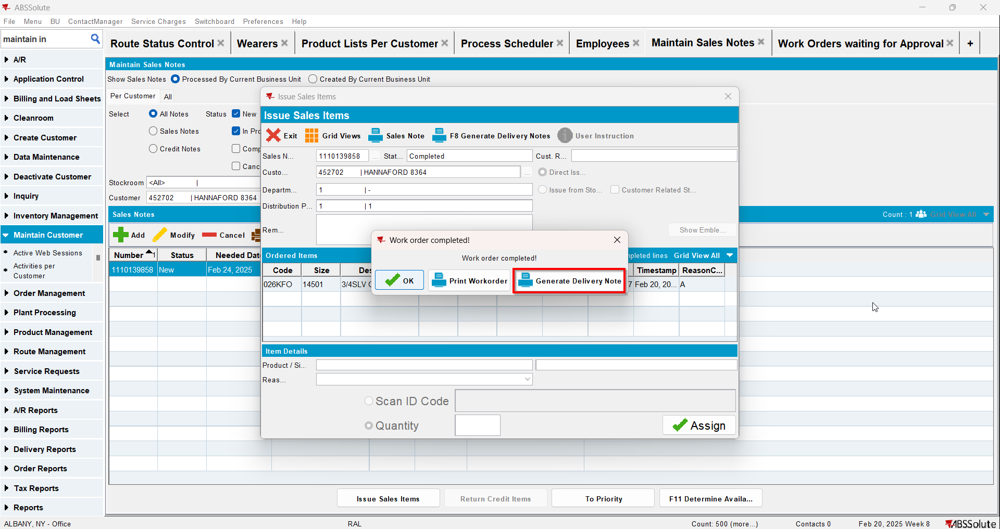 ABSSolute
File Menu BU ContactManager Service Charges Switchboard Preferences Help
maintain in
Route Status Control Wearers Product Lists Per Customer Process Scheduler Employees Maintain Sales Notes Work Orders waiting for Approval +
A/R
Application Control
Billing and Load Sheets
Cleanroom
Create Customer
Data Maintenance
Deactivate Customer
Inquiry
Inventory Management
Maintain Customer
Active Web Sessions
Activities per
Customer
Order Management
Plant Processing
Product Management
Route Management
Service Requests
System Maintenance
A/R Reports
Billing Reports
Delivery Reports
Order Reports
Tax Reports
Reports
Maintain Sales Notes
Show Sales Notes Processed By Current Business Unit Created By Current Business Unit
Per Customer All
Select All Notes Status New
Sales Notes In Pro
Credit Notes Comp
Canc
Stockroom <All> |
Customer 452702 | HANNAFORD 8364
Sales Notes
Count : 1 Grid View All
Add Modify Cancel
Number 1 Status Needed Dat
1110139858 New Feb 24, 2025
Issue Sales Items
Issue Sales Items
Exit Grid Views Sales Note F8 Generate Delivery Notes User Instruction
Sales N... 1110139858 ... Stat... Completed Cust. R...
Custo... 452702 | HANNAFORD 8364 ... Direct Iss...
Departm... 1 | - Issue from Sto... Customer Related St...
Distribution P... 1 | 1
Rem...
Show Emble...
Ordered Items
mpleted lines Grid View All
Code Size Des Timestamp ReasonC...
026KFO 14501 3/4SLV 7 Feb 20, 20... A
Work order completed!
Work order completed!
OK Print Workorder Generate Delivery Note
Item Details
Product / Si...
Reas...
Scan ID Code
Quantity
Assign
Issue Sales Items Return Credit Items To Priority F11 Determine Availa...
ALBANY, NY - Office RAL Count: 500 (more...) Contacts 0 Feb 20, 2025 Week 8 ABSSolute